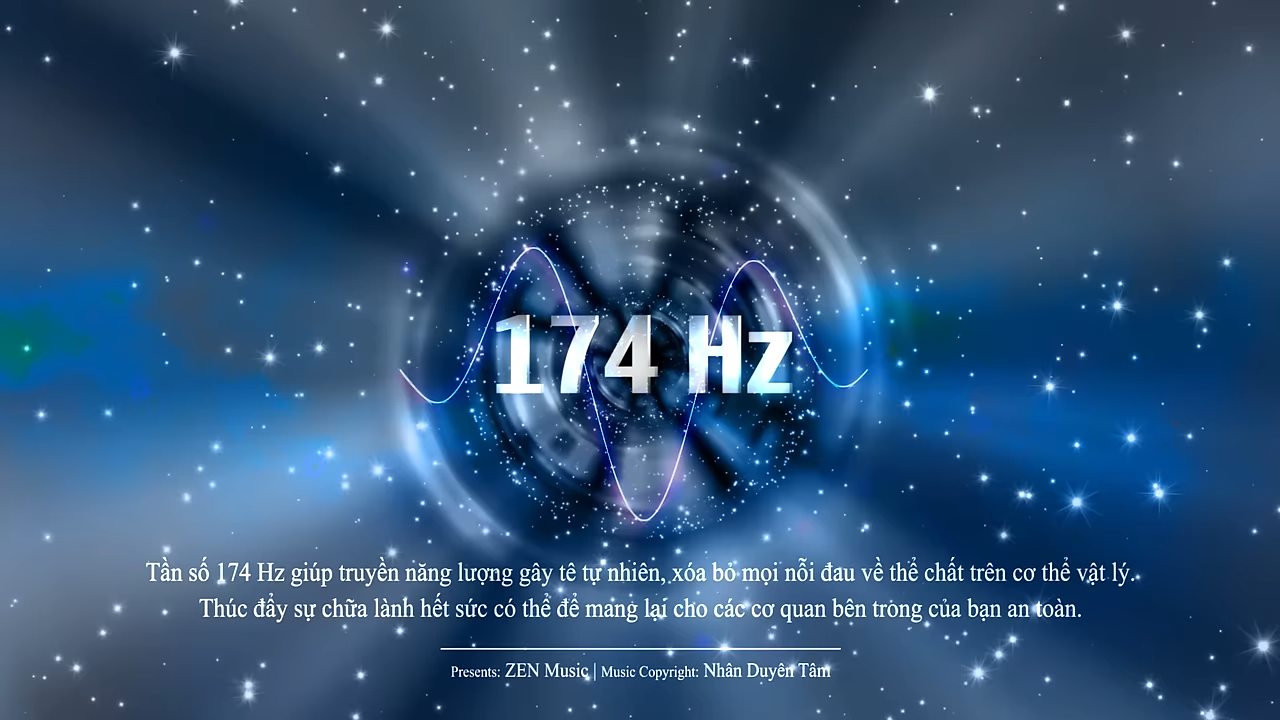 174 Hz
Tần số 174 Hz giúp truyền năng lượng gây tê tự nhiên, xóa bỏ mọi nỗi đau về thể chất trên cơ thể vật lý.
Thúc đẩy sự chữa lành hết sức có thể để mang lại cho các cơ quan bên trong của bạn an toàn.
Presents: ZEN Music | Music Copyright: Nhân Duyên Tâm